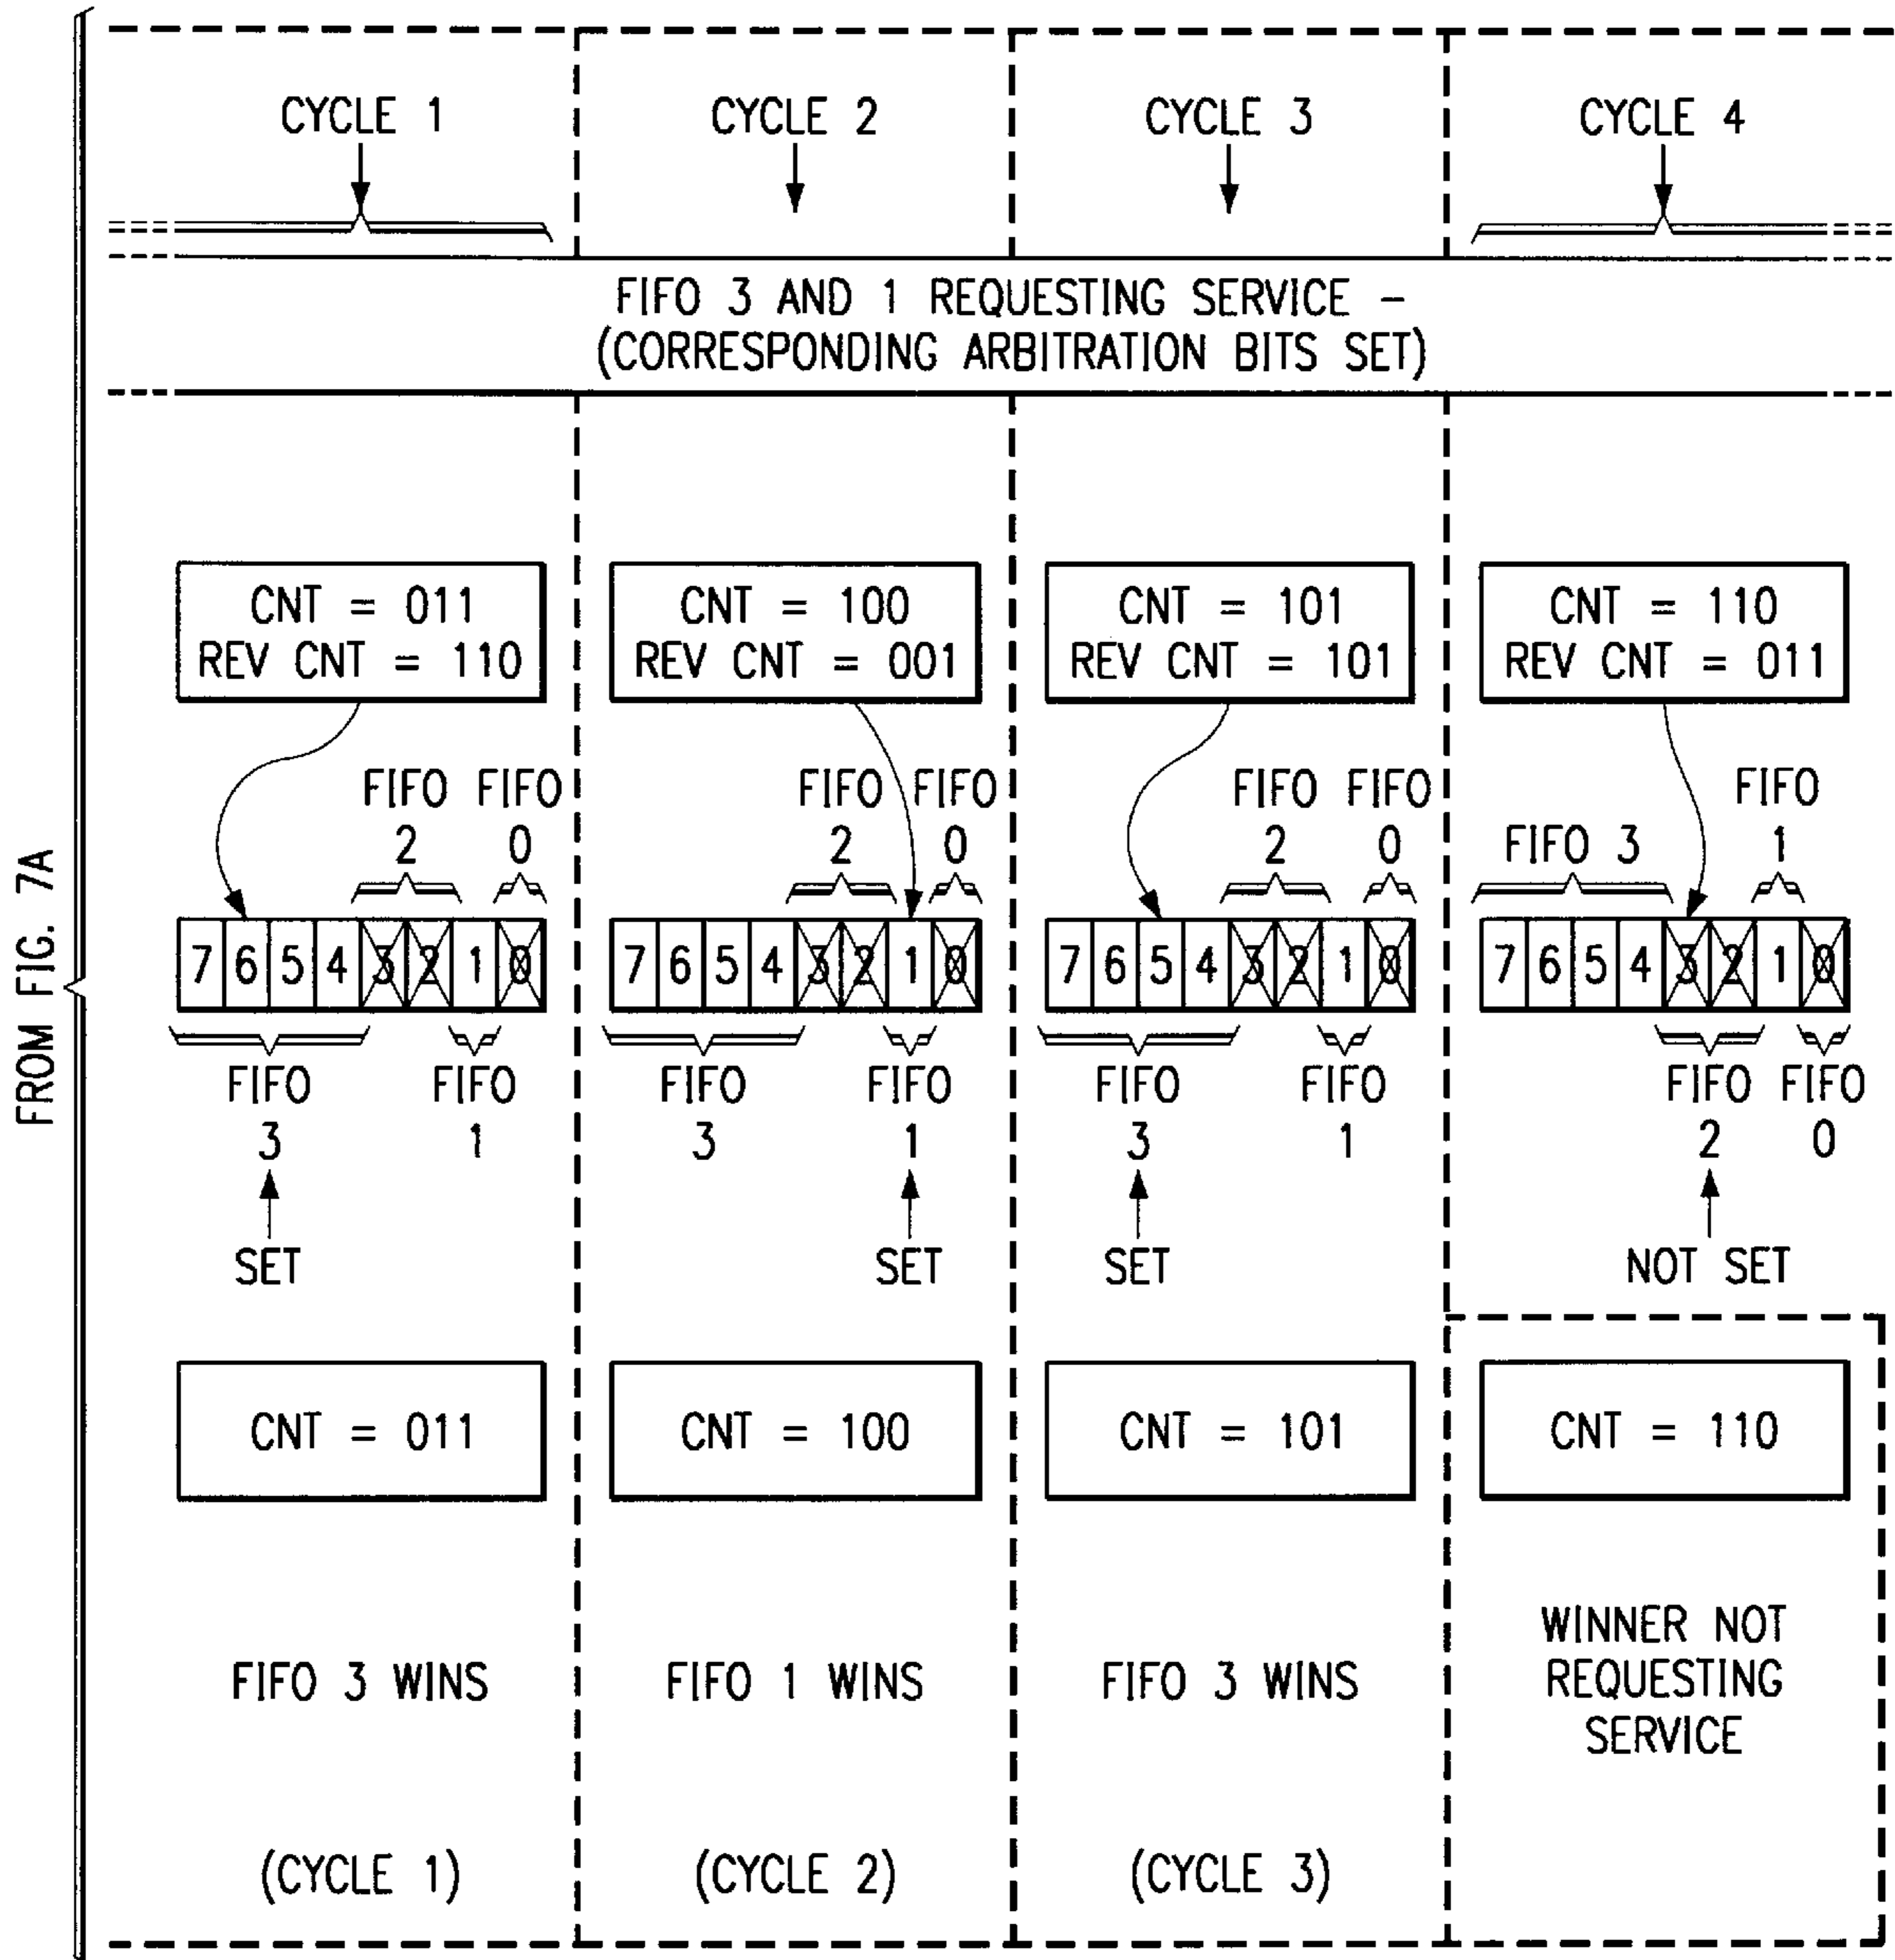 FROM FIG. 7A
CYCLE 1
CYCLE 2
CYCLE 3
CYCLE 4
FIFO 3 AND 1 REQUESTING SERVICE -
(CORRESPONDING ARBITRATION BITS SET)
CNT = 011
REV CNT = 110
CNT = 100
REV CNT = 001
CNT = 101
REV CNT = 101
CNT = 110
REV CNT = 011
FIFO 2
FIFO 0
FIFO 2
FIFO 0
FIFO 2
FIFO 0
FIFO 3
FIFO 1
7 6 5 4 3 2 1 0
7 6 5 4 3 2 1 0
7 6 5 4 3 2 1 0
7 6 5 4 3 2 1 0
FIFO 3
FIFO 1
FIFO 3
FIFO 1
FIFO 3
FIFO 1
FIFO 2
FIFO 0
SET
SET
SET
NOT SET
CNT = 011
CNT = 100
CNT = 101
CNT = 110
FIFO 3 WINS
FIFO 1 WINS
FIFO 3 WINS
WINNER NOT
REQUESTING
SERVICE
(CYCLE 1)
(CYCLE 2)
(CYCLE 3)